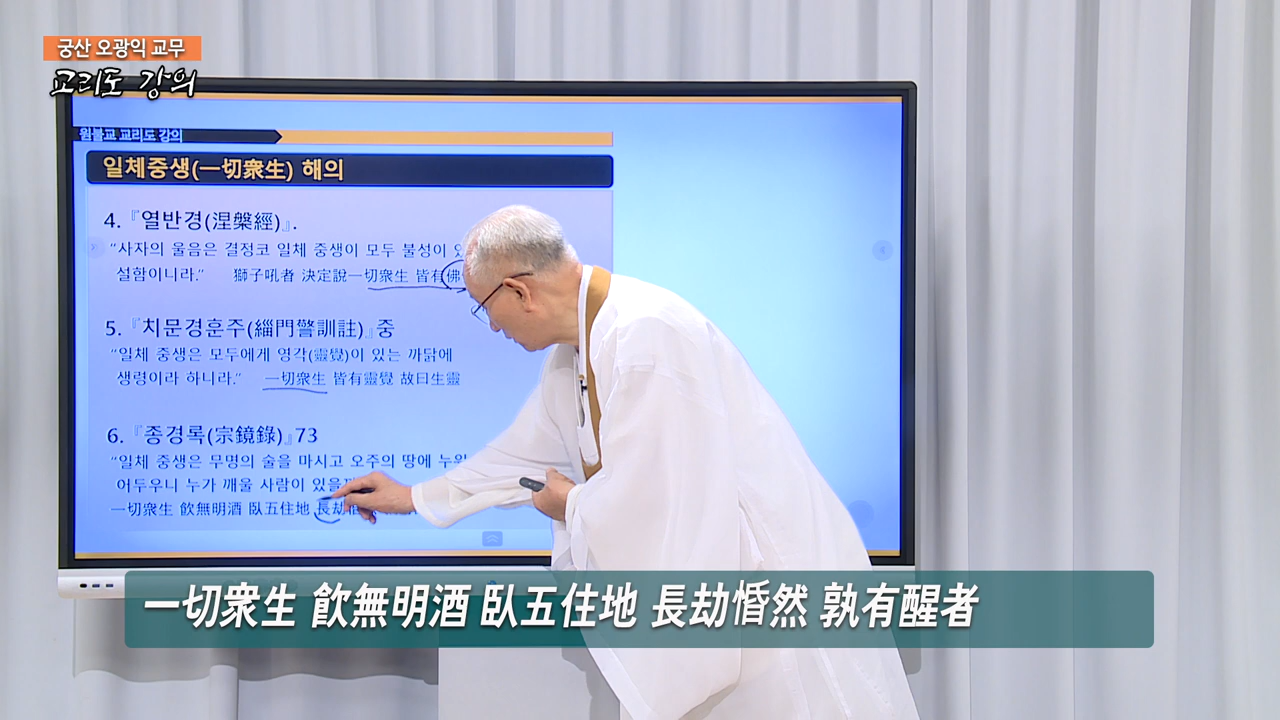 궁산 오광익 교무
교리도 강의
원불교 교리도 강의
일체중생(一切衆生) 해의
4. 『열반경(涅槃經)』.
“사자의 울음은 결정코 일체 중생이 모두 불성이
설함이니라.” 獅子吼者 決定說一切衆生 皆有佛
5. 『치문경훈주(緇門警訓註)』중
“일체 중생은 모두에게 영각(靈覺)이 있는 까닭에
생령이라 하니라.” 一切衆生 皆有靈覺 故曰生靈
6. 『종경록(宗鏡錄)』73
“일체 중생은 무명의 술을 마시고 오주의 땅에 누워
어두우니 누가 깨울 사람이
一切衆生 飮無明酒 臥五住地 長劫
一切衆生 飮無明酒 臥五住地 長劫惛然 孰有醒者